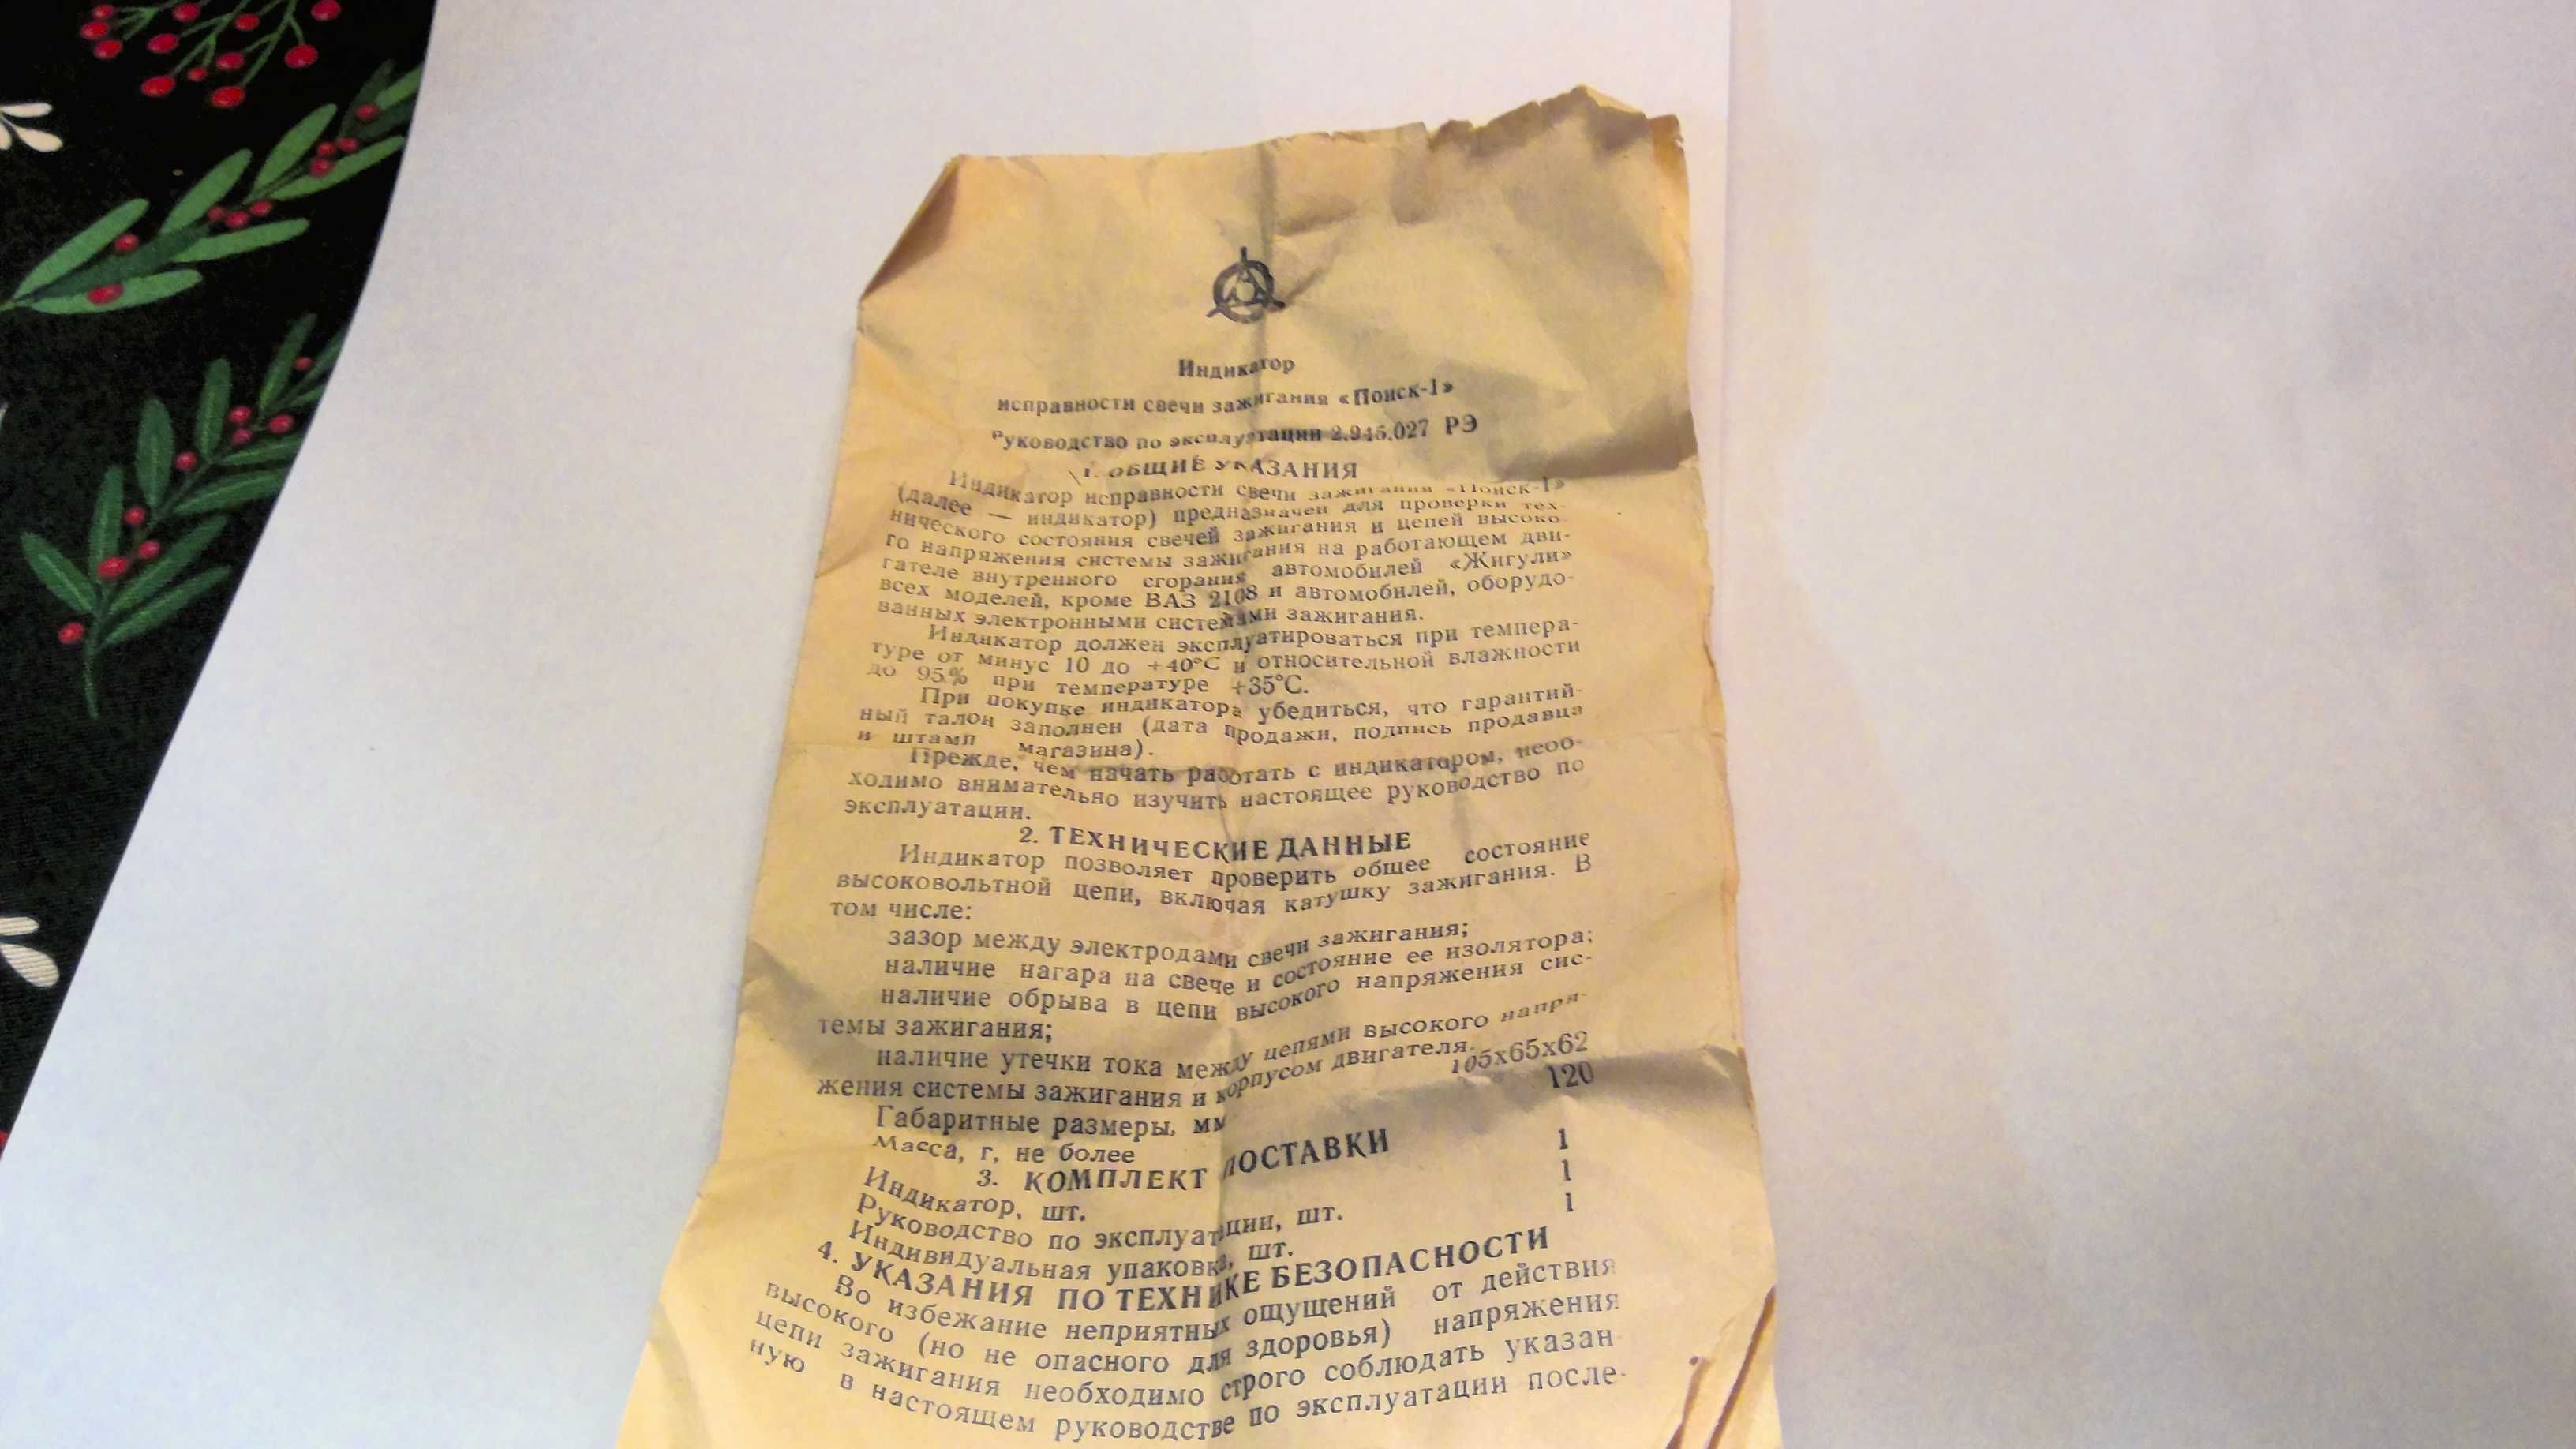 Индикатор
исправности свечи зажигания «Поиск-1»
Руководство по эксплуатации 2.945.027 РЭ
1. ОБЩИЕ УКАЗАНИЯ
Индикатор исправности свечи зажигания «Поиск-1»
(далее — индикатор) предназначен для проверки тех-
нического состояния свечей зажигания и цепей высоко-
го напряжения системы зажигания на работающем дви-
гателе внутреннего сгорания автомобилей «Жигули»
всех моделей, кроме ВАЗ 2108 и автомобилей, оборудо-
ванных электронными системами зажигания.
Индикатор должен эксплуатироваться при темпера-
туре от минус 10 до +40°С и относительной влажности
до 95% при температуре +35°С.
При покупке индикатора убедиться, что гарантий-
ный талон заполнен (дата продажи, подпись продавца
и штамп магазина).
Прежде, чем начать работать с индикатором, необ-
ходимо внимательно изучить настоящее руководство по
эксплуатации.
2. ТЕХНИЧЕСКИЕ ДАННЫЕ
Индикатор позволяет проверить общее состояние
высоковольтной цепи, включая катушку зажигания. В
том числе:
зазор между электродами свечи зажигания;
наличие нагара на свече и состояние ее изолятора;
наличие обрыва в цепи высокого напряжения сис-
темы зажигания;
наличие утечки тока между цепями высокого напря-
жения системы зажигания и корпусом двигателя.
Габаритные размеры, мм 105х65х62
Масса, г, не более 120
3. КОМПЛЕКТ ПОСТАВКИ
Индикатор, шт. 1
Руководство по эксплуатации, шт. 1
Индивидуальная упаковка, шт. 1
4. УКАЗАНИЯ ПО ТЕХНИКЕ БЕЗОПАСНОСТИ
Во избежание неприятных ощущений от действия
высокого (но не опасного для здоровья) напряжения
цепи зажигания необходимо строго соблюдать указан-
ную в настоящем руководстве по эксплуатации после-